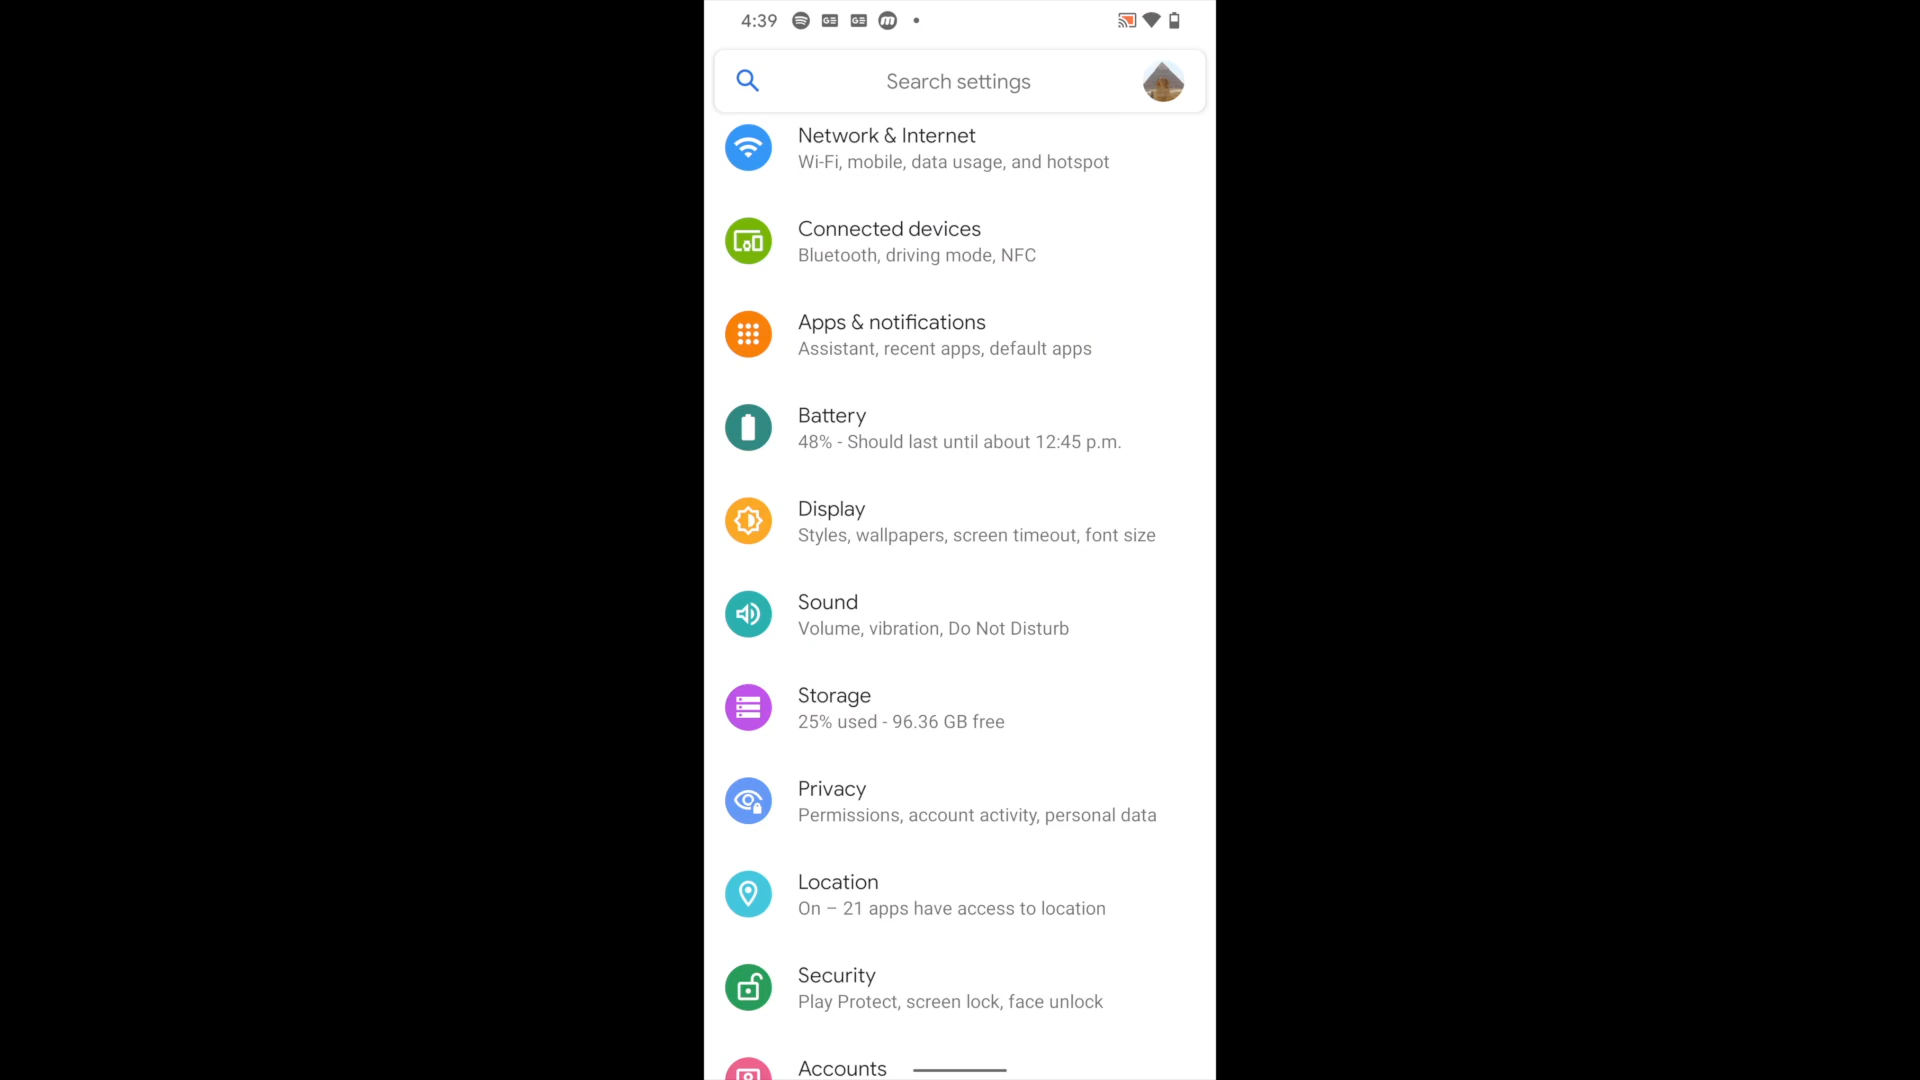 4:39
Search settings
Network & Internet
Wi-Fi, mobile, data usage, and hotspot
Connected devices
Bluetooth, driving mode, NFC
Apps & notifications
Assistant, recent apps, default apps
Battery
48% - Should last until about 12:45 p.m.
Display
Styles, wallpapers, screen timeout, font size
Sound
Volume, vibration, Do Not Disturb
Storage
25% used - 96.36 GB free
Privacy
Permissions, account activity, personal data
Location
On – 21 apps have access to location
Security
Play Protect, screen lock, face unlock
Accounts